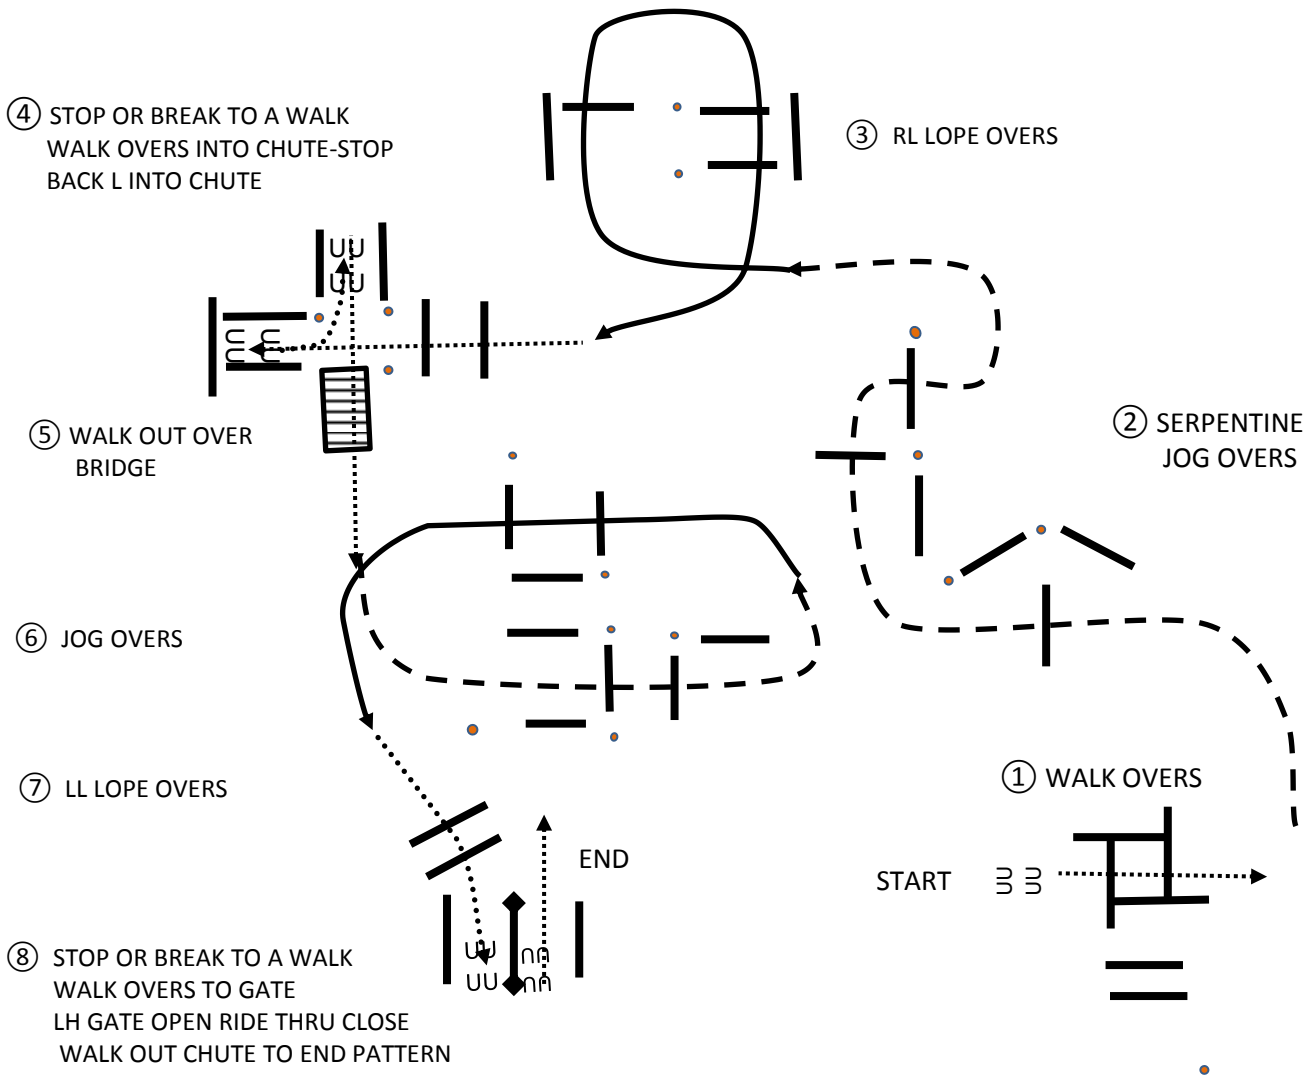 ④ STOP OR BREAK TO A WALK
WALK OVERS INTO CHUTE-STOP
BACK L INTO CHUTE
③ RL LOPE OVERS
⑤ WALK OUT OVER
BRIDGE
② SERPENTINE
JOG OVERS
⑥ JOG OVERS
① WALK OVERS
⑦ LL LOPE OVERS
END
START
⑧ STOP OR BREAK TO A WALK
WALK OVERS TO GATE
LH GATE OPEN RIDE THRU CLOSE
WALK OUT CHUTE TO END PATTERN